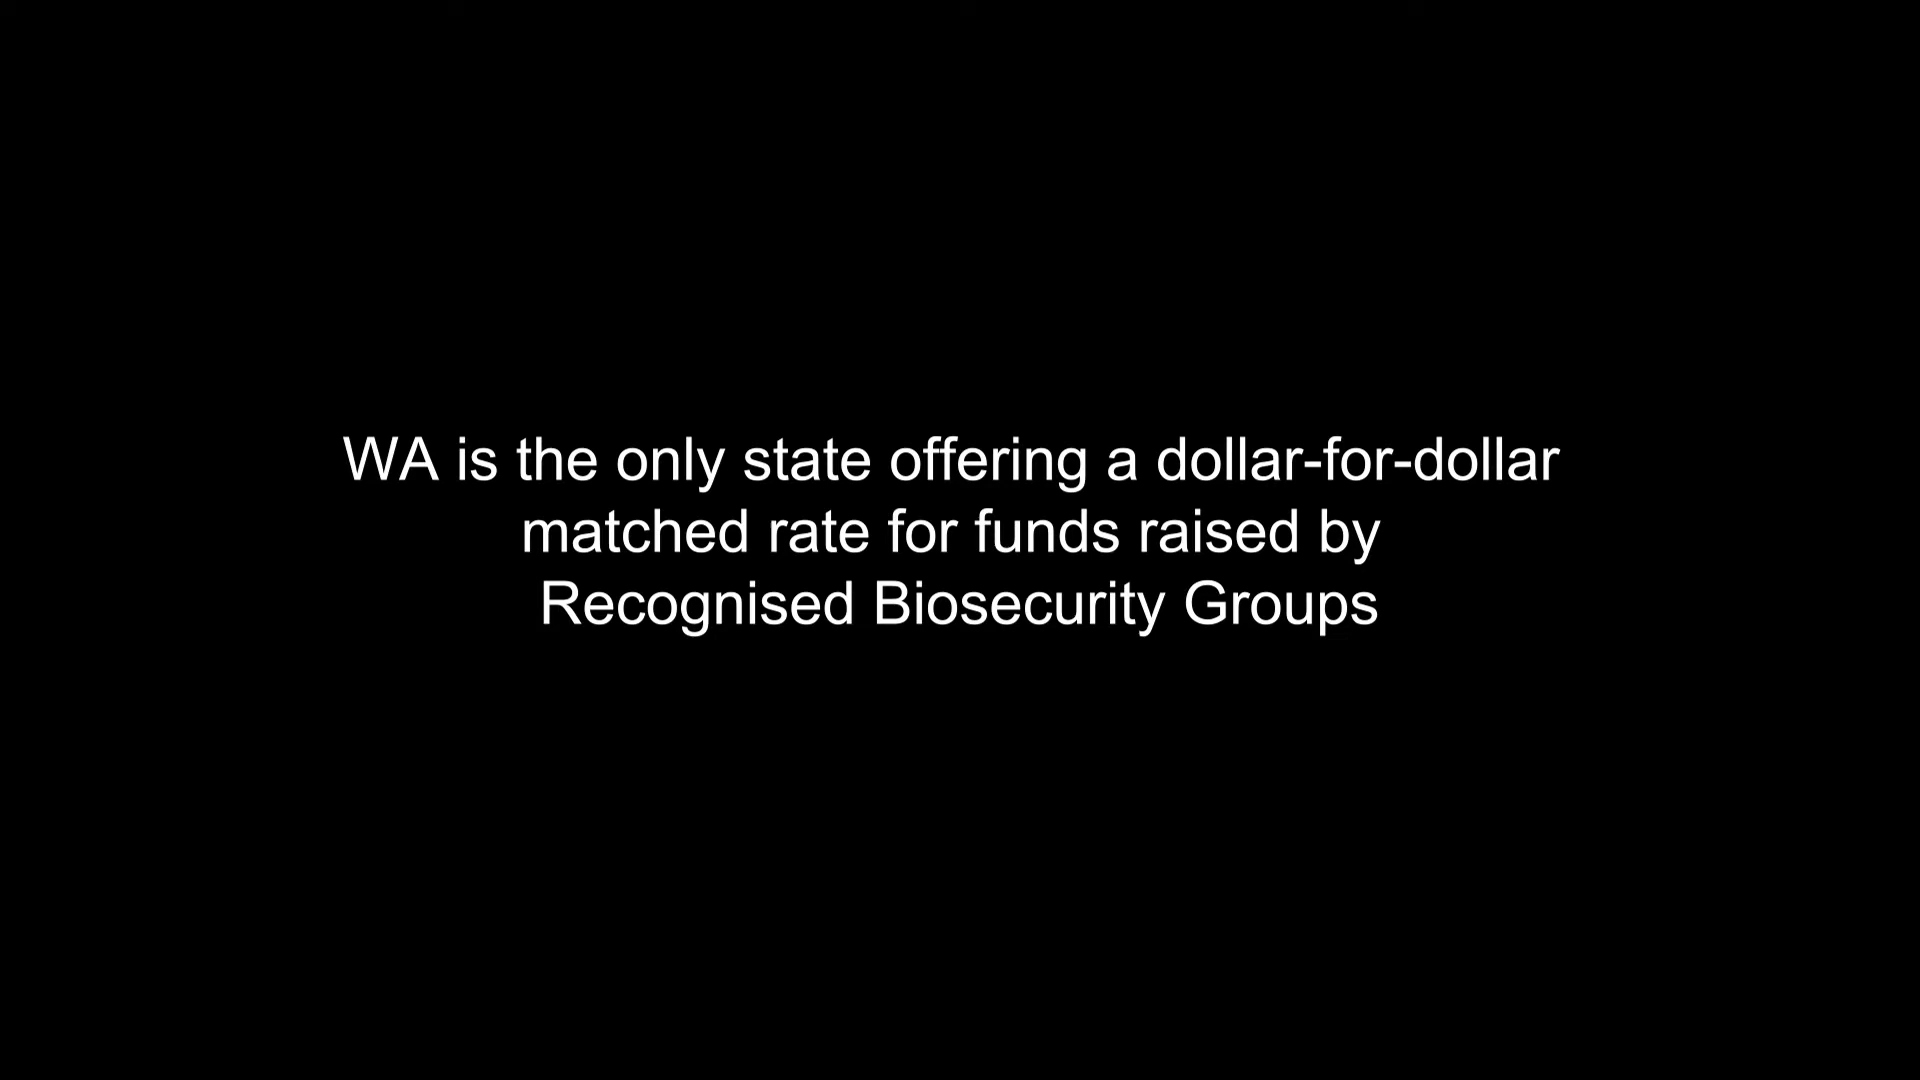 WA is the only state offering a dollar-for-dollar
matched rate for funds raised by
Recognised Biosecurity Groups